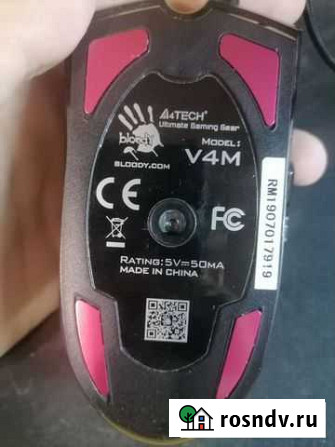 A4TECH®
Ultimate Gaming Gear
bloody
BLOODY.COM
MODEL:
V4M
CE
FC
RATING: 5V⎓50MA
MADE IN CHINA
RM1907017919
rosndv.ru